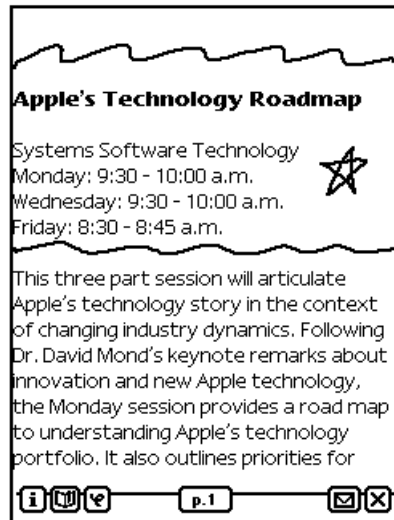 Apple's Technology Roadmap
Systems Software Technology
Monday: 9:30 - 10:00 a.m.
Wednesday: 9:30 - 10:00 a.m.
Friday: 8:30 - 8:45 a.m.
This three part session will articulate
Apple's technology story in the context
of changing industry dynamics. Following
Dr. David Mond's keynote remarks about
innovation and new Apple technology,
the Monday session provides a road map
to understanding Apple's technology
portfolio. It also outlines priorities for
i p.1